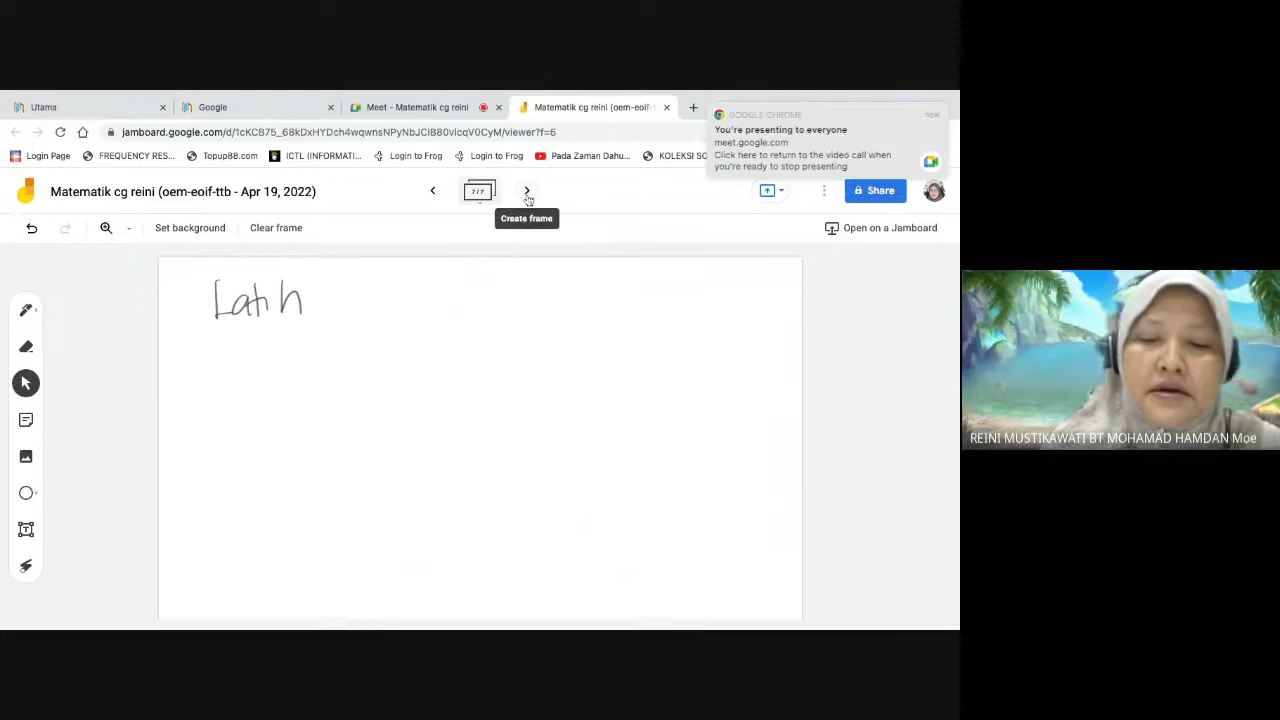 Utama
Google
Meet - Matematik cg reini
Matematik cg reini (oem-eoif-t
GOOGLE CHROME
now
You're presenting to everyone
meet.google.com
Click here to return to the video call when
you're ready to stop presenting
jamboard.google.com/d/
/viewer?f=6
Login Page
FREQUENCY RES...
Topup88.com
ICTL (INFORMATI...
Login to Frog
Login to Frog
Pada Zaman Dahu...
KOLEKSI SO
Matematik cg reini (oem-eoif-ttb - Apr 19, 2022)
7 / 7
Share
Create frame
Set background
Clear frame
Open on a Jamboard
Latih
REINI MUSTIKAWATI BT MOHAMAD HAMDAN Moe